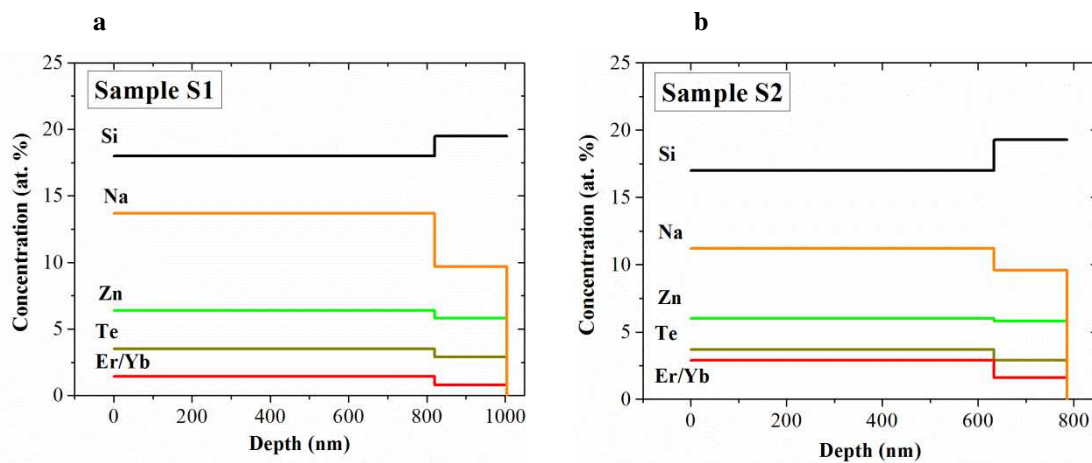 a
b
25
20
15
10
5
0
Concentration (at. %)
Sample S1
Si
Na
Zn
Te
Er/Yb
0 200 400 600 800 1000
Depth (nm)
25
20
15
10
5
0
Concentration (at. %)
Sample S2
Si
Na
Zn
Te
Er/Yb
0 200 400 600 800
Depth (nm)